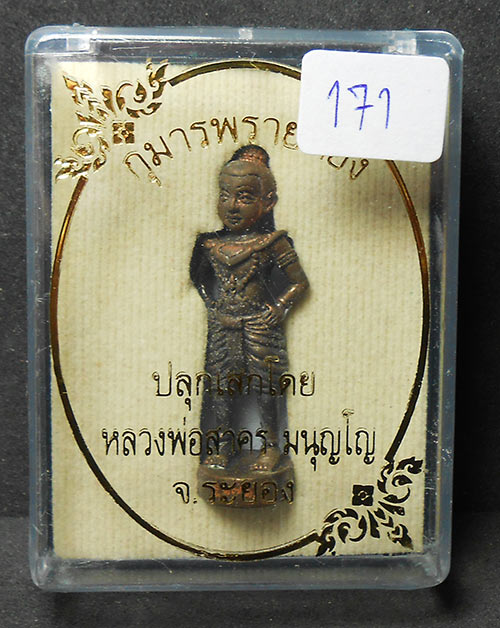 171
กุมารพราย
ปลุกเสกโดย
หลวงพ่อสาคร มนุญโญ
จ.ระยอง